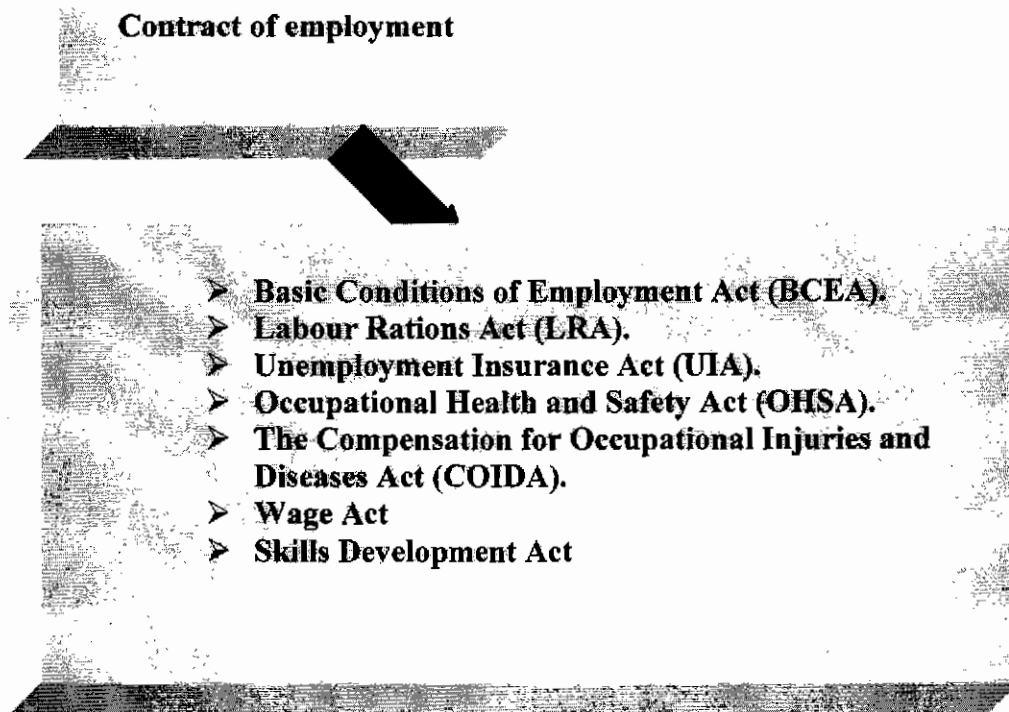 Contract of employment
➢ Basic Conditions of Employment Act (BCEA).
➢ Labour Rations Act (LRA).
➢ Unemployment Insurance Act (UIA).
➢ Occupational Health and Safety Act (OHSA).
➢ The Compensation for Occupational Injuries and
Diseases Act (COIDA).
➢ Wage Act
➢ Skills Development Act